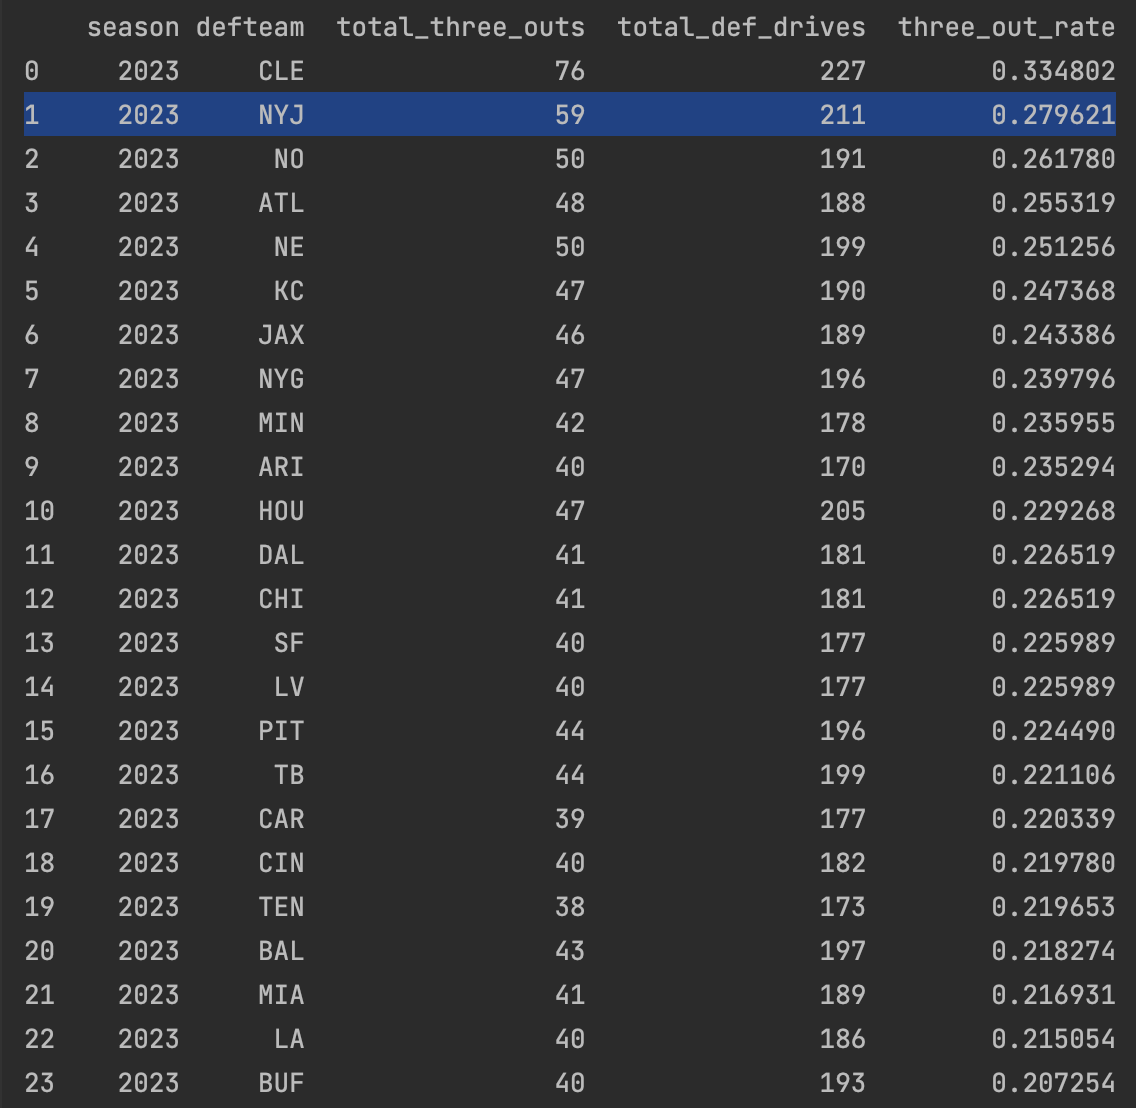 season defteam total_three_outs total_def_drives three_out_rate
0 2023 CLE 76 227 0.334802
1 2023 NYJ 59 211 0.279621
2 2023 NO 50 191 0.261780
3 2023 ATL 48 188 0.255319
4 2023 NE 50 199 0.251256
5 2023 KC 47 190 0.247368
6 2023 JAX 46 189 0.243386
7 2023 NYG 47 196 0.239796
8 2023 MIN 42 178 0.235955
9 2023 ARI 40 170 0.235294
10 2023 HOU 47 205 0.229268
11 2023 DAL 41 181 0.226519
12 2023 CHI 41 181 0.226519
13 2023 SF 40 177 0.225989
14 2023 LV 40 177 0.225989
15 2023 PIT 44 196 0.224490
16 2023 TB 44 199 0.221106
17 2023 CAR 39 177 0.220339
18 2023 CIN 40 182 0.219780
19 2023 TEN 38 173 0.219653
20 2023 BAL 43 197 0.218274
21 2023 MIA 41 189 0.216931
22 2023 LA 40 186 0.215054
23 2023 BUF 40 193 0.207254